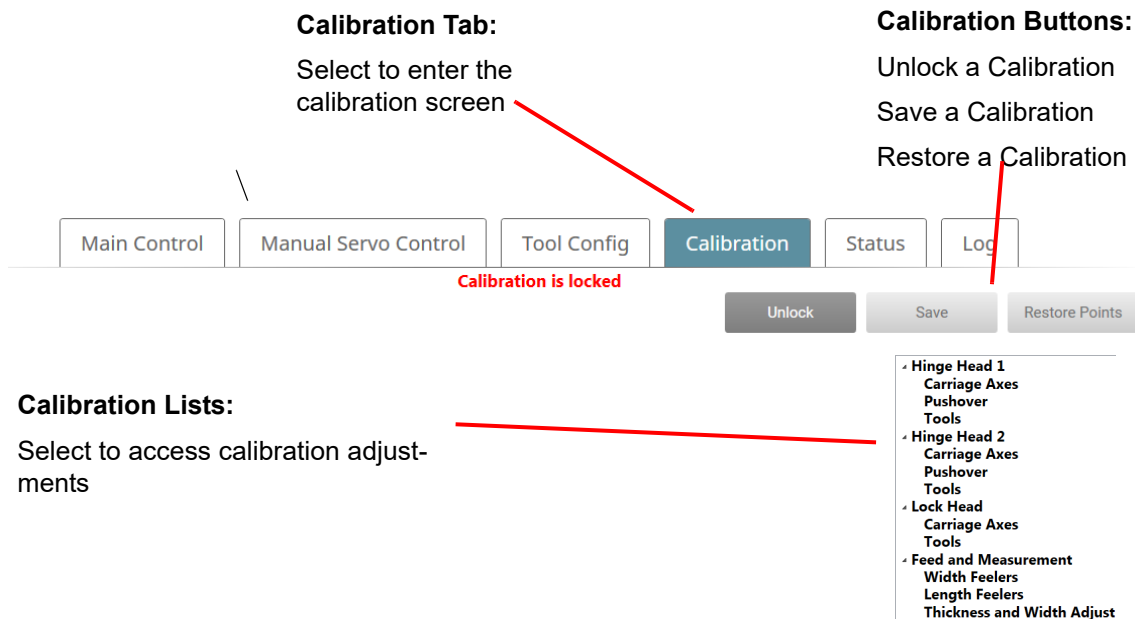 Calibration Tab:
Select to enter the
calibration screen
Calibration Buttons:
Unlock a Calibration
Save a Calibration
Restore a Calibration
Main Control
Manual Servo Control
Tool Config
Calibration
Status
Log
Calibration is locked
Unlock
Save
Restore Points
Calibration Lists:
Select to access calibration adjust-
ments
Hinge Head 1
Carriage Axes
Pushover
Tools
Hinge Head 2
Carriage Axes
Pushover
Tools
Lock Head
Carriage Axes
Tools
Feed and Measurement
Width Feelers
Length Feelers
Thickness and Width Adjust